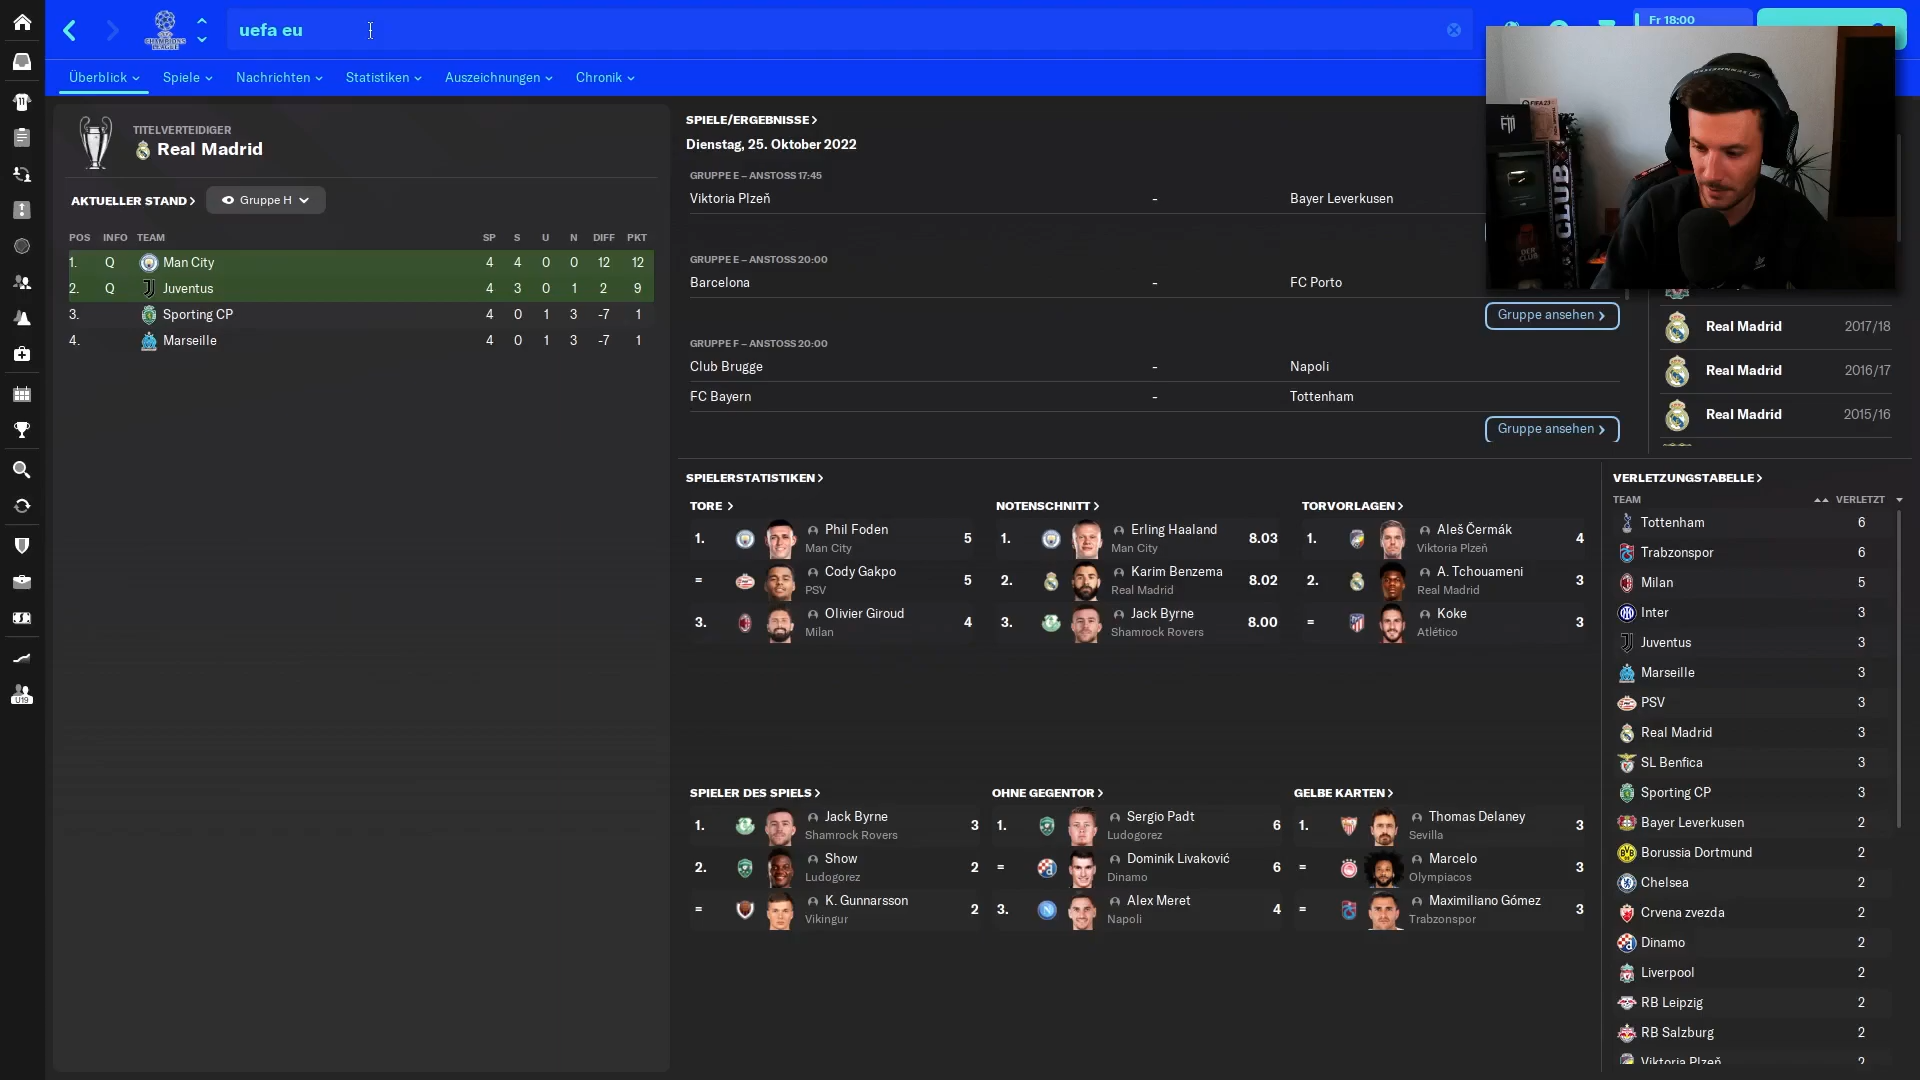 uefa eu
Fr 18:00
Überblick
Spiele
Nachrichten
Statistiken
Auszeichnungen
Chronik
TITELVERTEIDIGER
Real Madrid
AKTUELLER STAND
Gruppe H
POS INFO TEAM SP S U N DIFF PKT
1. Q Man City 4 4 0 0 12 12
2. Q Juventus 4 3 0 1 2 9
3. Sporting CP 4 0 1 3 -7 1
4. Marseille 4 0 1 3 -7 1
SPIELE/ERGEBNISSE
Dienstag, 25. Oktober 2022
GRUPPE E – ANSTOSS 17:45
Viktoria Plzeň - Bayer Leverkusen
GRUPPE E – ANSTOSS 20:00
Barcelona - FC Porto
Gruppe ansehen
GRUPPE F – ANSTOSS 20:00
Club Brugge - Napoli
FC Bayern - Tottenham
Gruppe ansehen
Real Madrid 2017/18
Real Madrid 2016/17
Real Madrid 2015/16
FIFA 23
CLUB
SPIELERSTATISTIKEN
TORE
1. Phil Foden 5
Man City
= Cody Gakpo 5
PSV
3. Olivier Giroud 4
Milan
NOTENSCHNITT
1. Erling Haaland 8.03
Man City
2. Karim Benzema 8.02
Real Madrid
3. Jack Byrne 8.00
Shamrock Rovers
TORVORLAGEN
1. Aleš Čermák 4
Viktoria Plzeň
2. A. Tchouameni 3
Real Madrid
= Koke 3
Atlético
SPIELER DES SPIELS
1. Jack Byrne 3
Shamrock Rovers
2. Show 2
Ludogorez
= K. Gunnarsson 2
Vikingur
OHNE GEGENTOR
1. Sergio Padt 6
Ludogorez
= Dominik Livaković 6
Dinamo
3. Alex Meret 4
Napoli
GELBE KARTEN
1. Thomas Delaney 3
Sevilla
= Marcelo 3
Olympiacos
= Maximiliano Gómez 3
Trabzonspor
VERLETZUNGSTABELLE
TEAM VERLETZT
Tottenham 6
Trabzonspor 6
Milan 5
Inter 3
Juventus 3
Marseille 3
PSV 3
Real Madrid 3
SL Benfica 3
Sporting CP 3
Bayer Leverkusen 2
Borussia Dortmund 2
Chelsea 2
Crvena zvezda 2
Dinamo 2
Liverpool 2
RB Leipzig 2
RB Salzburg 2
Viktoria Plzeň 2
U19